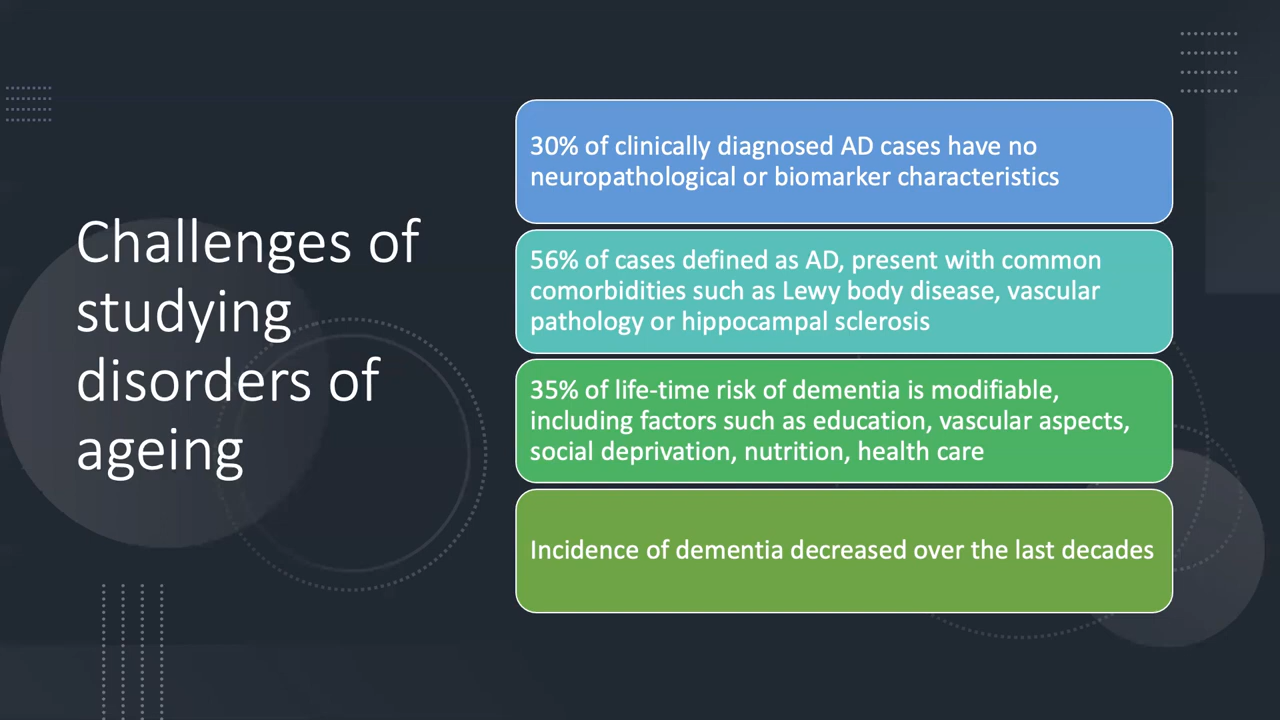 Challenges of
studying
disorders of
ageing
30% of clinically diagnosed AD cases have no
neuropathological or biomarker characteristics
56% of cases defined as AD, present with common
comorbidities such as Lewy body disease, vascular
pathology or hippocampal sclerosis
35% of life-time risk of dementia is modifiable,
including factors such as education, vascular aspects,
social deprivation, nutrition, health care
Incidence of dementia decreased over the last decades